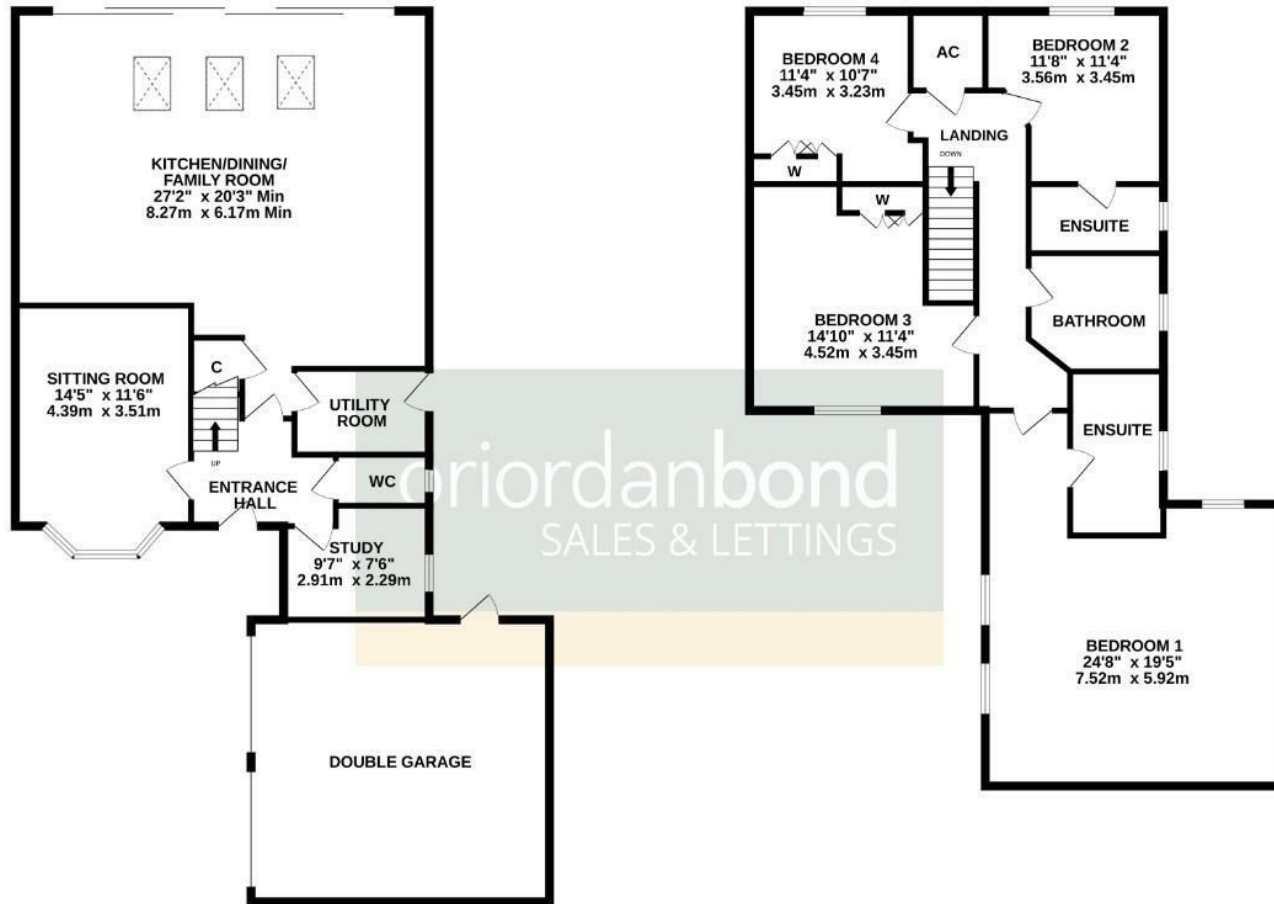 KITCHEN/DINING/
FAMILY ROOM
27'2" x 20'3" Min
8.27m x 6.17m Min
SITTING ROOM
14'5" x 11'6"
4.39m x 3.51m
C
UP
UTILITY
ROOM
WC
ENTRANCE
HALL
STUDY
9'7" x 7'6"
2.91m x 2.29m
DOUBLE GARAGE
BEDROOM 4
11'4" x 10'7"
3.45m x 3.23m
AC
BEDROOM 2
11'8" x 11'4"
3.56m x 3.45m
LANDING
DOWN
W
W
ENSUITE
BATHROOM
BEDROOM 3
14'10" x 11'4"
4.52m x 3.45m
ENSUITE
BEDROOM 1
24'8" x 19'5"
7.52m x 5.92m
oriordanbond
SALES & LETTINGS